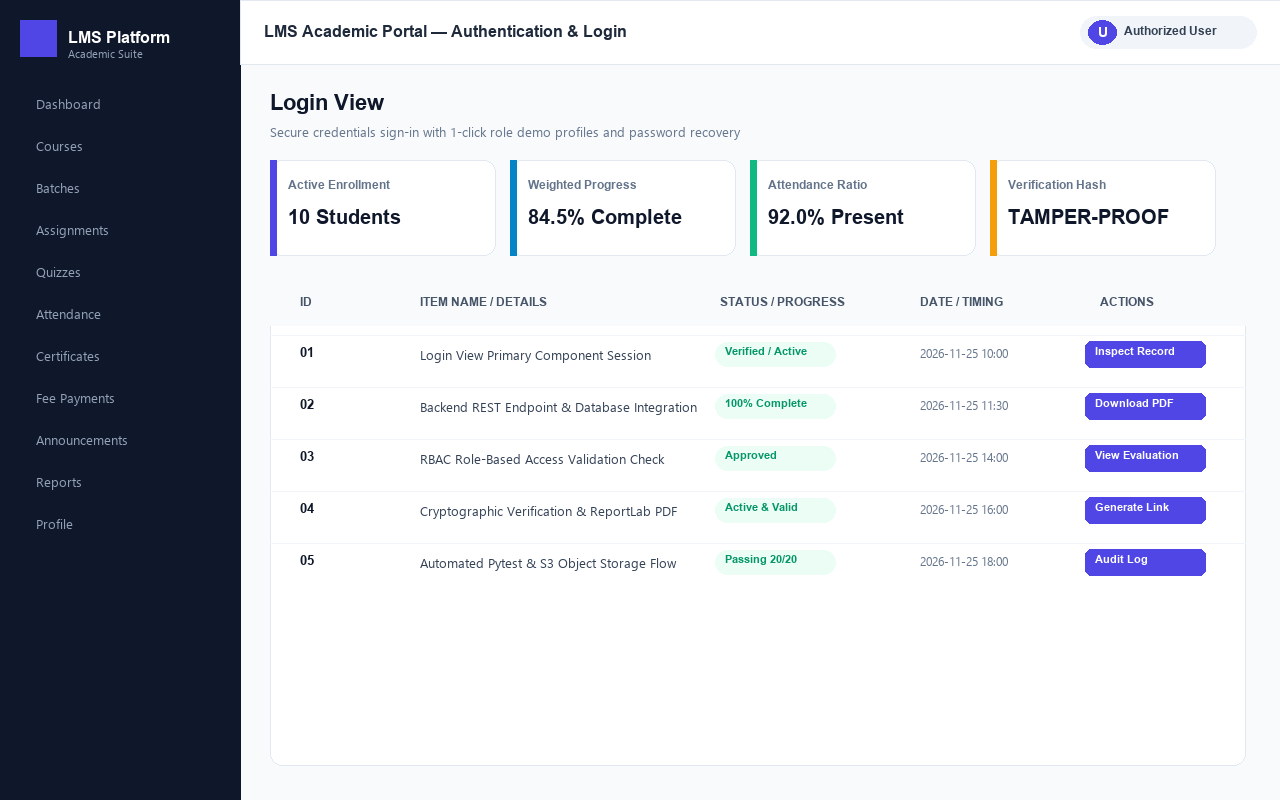 LMS Platform
Academic Suite
Dashboard
Courses
Batches
Assignments
Quizzes
Attendance
Certificates
Fee Payments
Announcements
Reports
Profile
LMS Academic Portal — Authentication & Login
U Authorized User
Login View
Secure credentials sign-in with 1-click role demo profiles and password recovery
Active Enrollment
10 Students
Weighted Progress
84.5% Complete
Attendance Ratio
92.0% Present
Verification Hash
TAMPER-PROOF
ID ITEM NAME / DETAILS STATUS / PROGRESS DATE / TIMING ACTIONS
01 Login View Primary Component Session Verified / Active 2026-11-25 10:00 Inspect Record
02 Backend REST Endpoint & Database Integration 100% Complete 2026-11-25 11:30 Download PDF
03 RBAC Role-Based Access Validation Check Approved 2026-11-25 14:00 View Evaluation
04 Cryptographic Verification & ReportLab PDF Active & Valid 2026-11-25 16:00 Generate Link
05 Automated Pytest & S3 Object Storage Flow Passing 20/20 2026-11-25 18:00 Audit Log